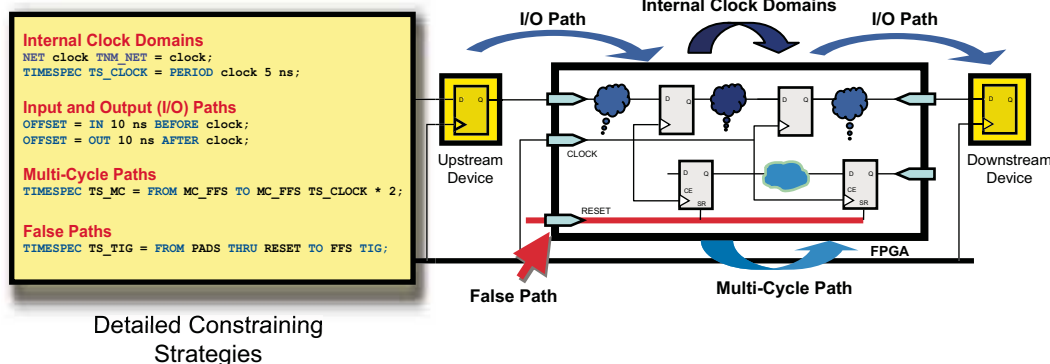 Internal Clock Domains
NET clock TNM_NET = clock;
TIMESPEC TS_CLOCK = PERIOD clock 5 ns;
Input and Output (I/O) Paths
OFFSET = IN 10 ns BEFORE clock;
OFFSET = OUT 10 ns AFTER clock;
Multi-Cycle Paths
TIMESPEC TS_MC = FROM MC_FFS TO MC_FFS TS_CLOCK * 2;
False Paths
TIMESPEC TS_TIG = FROM PADS THRU RESET TO FFS TIG;
Detailed Constraining
Strategies
Internal Clock Domains
I/O Path
I/O Path
D Q
D Q
D Q
D Q
Upstream
Device
CLOCK
Downstream
Device
D Q
CE
SR
D Q
CE
SR
RESET
FPGA
False Path
Multi-Cycle Path